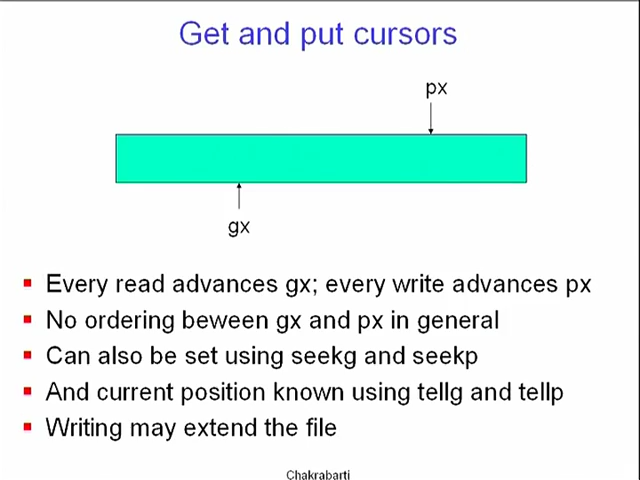 Get and put cursors
px
gx
Every read advances gx; every write advances px
No ordering beween gx and px in general
Can also be set using seekg and seekp
And current position known using tellg and tellp
Writing may extend the file
Chakrabarti